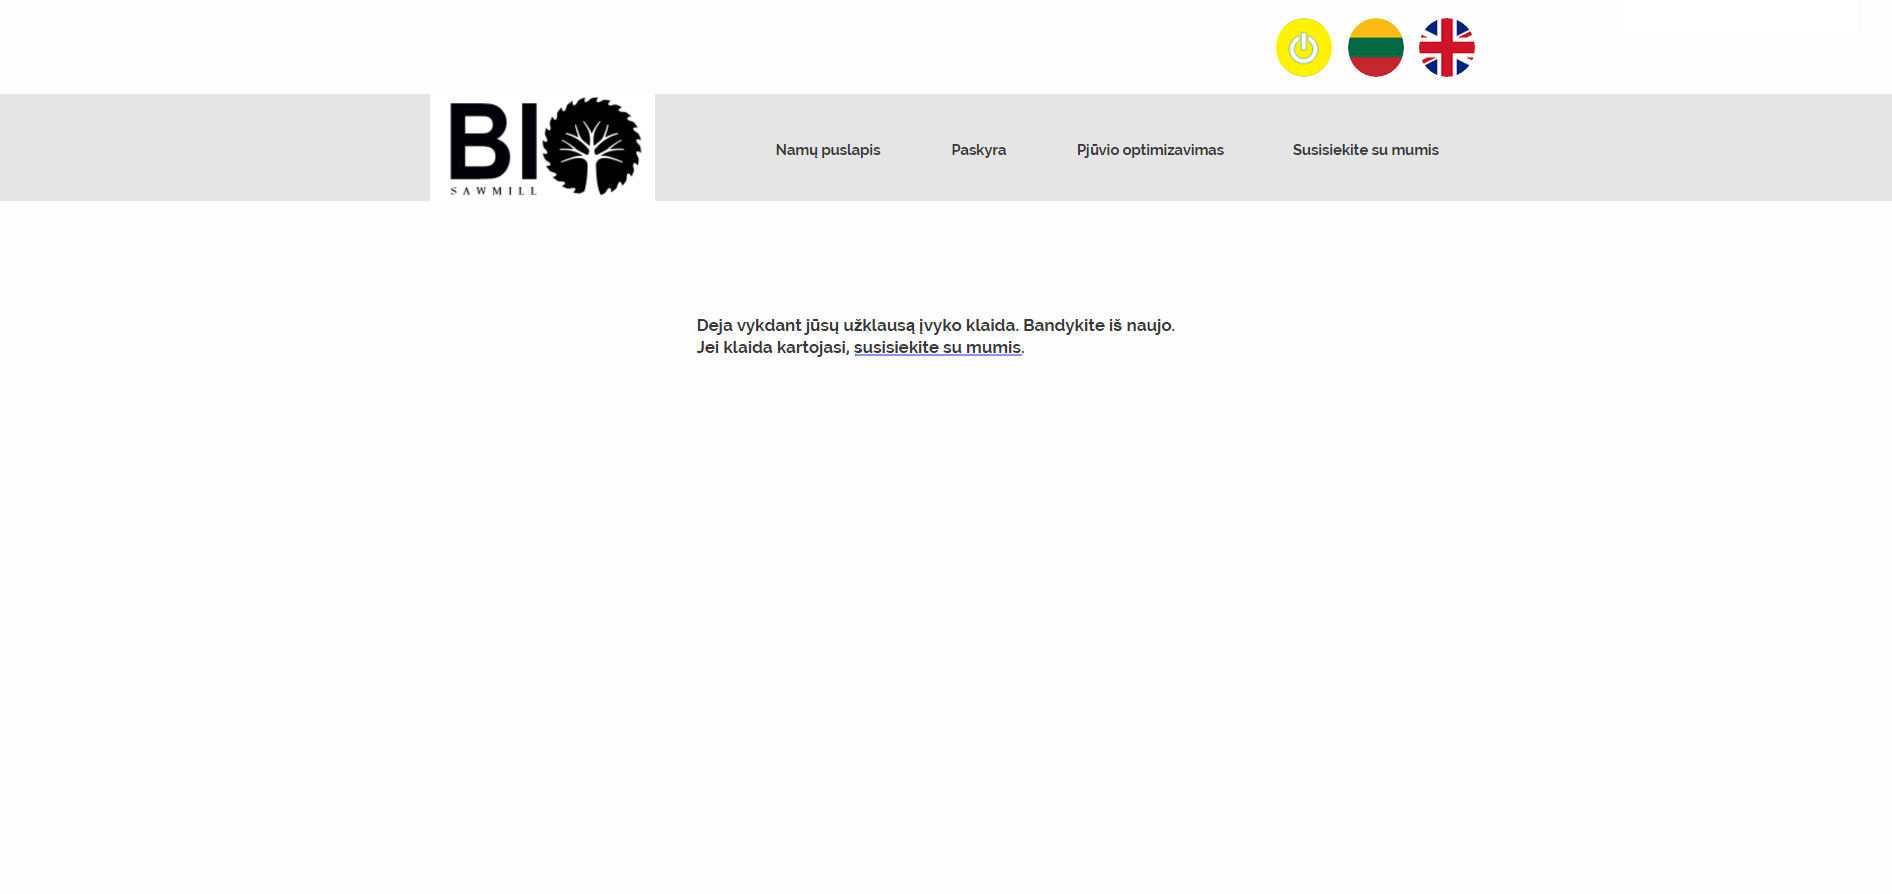 BIO
SAWMILL
Namų puslapis
Paskyra
Pjūvio optimizavimas
Susisiekite su mumis
Deja vykdant jūsų užklausą įvyko klaida. Bandykite iš naujo.
Jei klaida kartojasi, susisiekite su mumis.